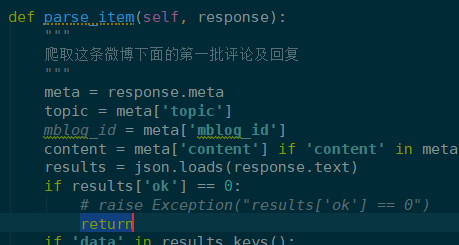 def parse_item(self, response):
"""
爬取这条微博下面的第一批评论及回复
"""
meta = response.meta
topic = meta['topic']
mblog_id = meta['mblog_id']
content = meta['content'] if 'content' in meta
results = json.loads(response.text)
if results['ok'] == 0:
# raise Exception("results['ok'] == 0")
return
if 'data' in results.keys():